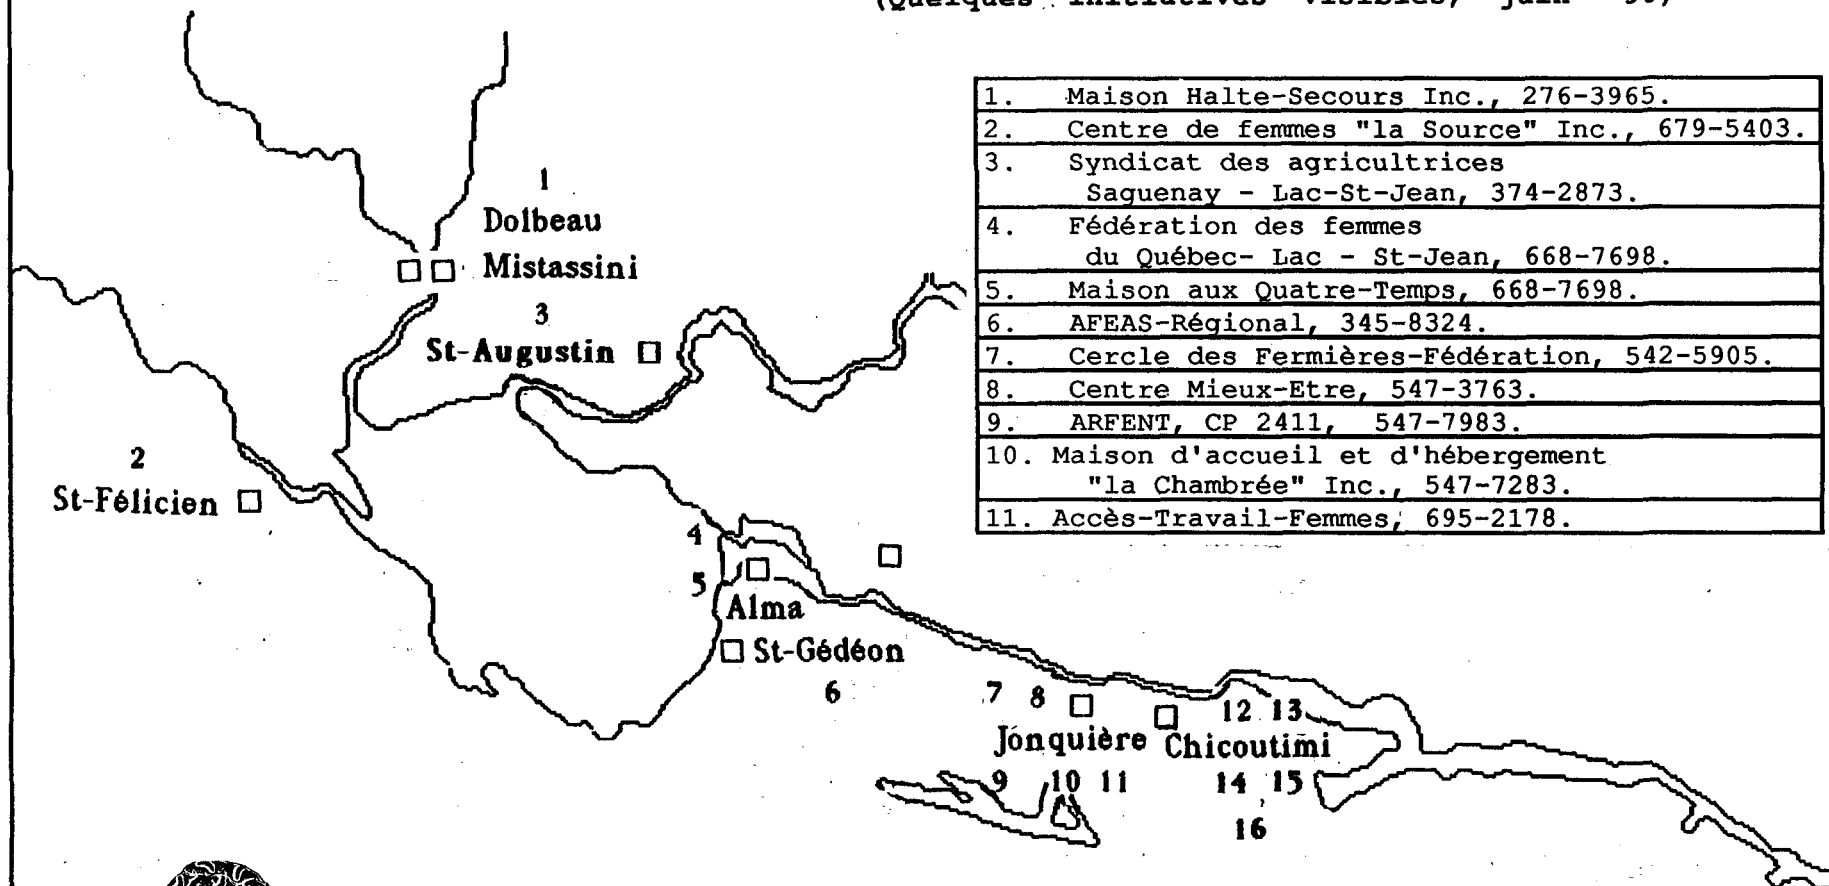 (Quelques initiatives visibles, juin
1. Maison Halte-Secours Inc., 276-3965.
2. Centre de femmes "la Source" Inc., 679-5403.
3. Syndicat des agricultrices
Saguenay - Lac-St-Jean, 374-2873.
4. Fédération des femmes
du Québec- Lac - St-Jean, 668-7698.
5. Maison aux Quatre-Temps, 668-7698.
6. AFEAS-Régional, 345-8324.
7. Cercle des Fermières-Fédération, 542-5905.
8. Centre Mieux-Etre, 547-3763.
9. ARFENT, CP 2411, 547-7983.
10. Maison d'accueil et d'hébergement
"la Chambrée" Inc., 547-7283.
11. Accès-Travail-Femmes, 695-2178.
1
Dolbeau
Mistassini
3
St-Augustin
2
St-Félicien
4
5
Alma
St-Gédéon
6
7 8
12 13
Jonquière Chicoutimi
9 10 11
14 15
16